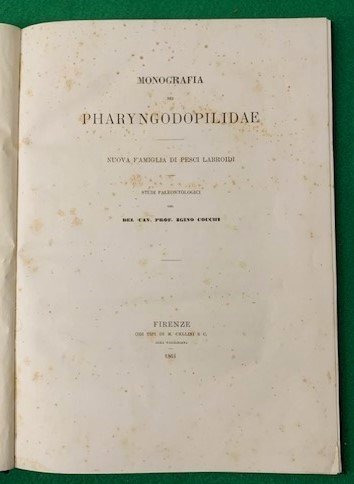 MONOGRAFIA
DEI
PHARYNGODOPILIDAE
NUOVA FAMIGLIA DI PESCI LABROIDI
STUDI PALEONTOLOGICI
DEL CAV. PROF. IGINO COCCHI
FIRENZE
COI TIPI DI M. CELLINI E C.